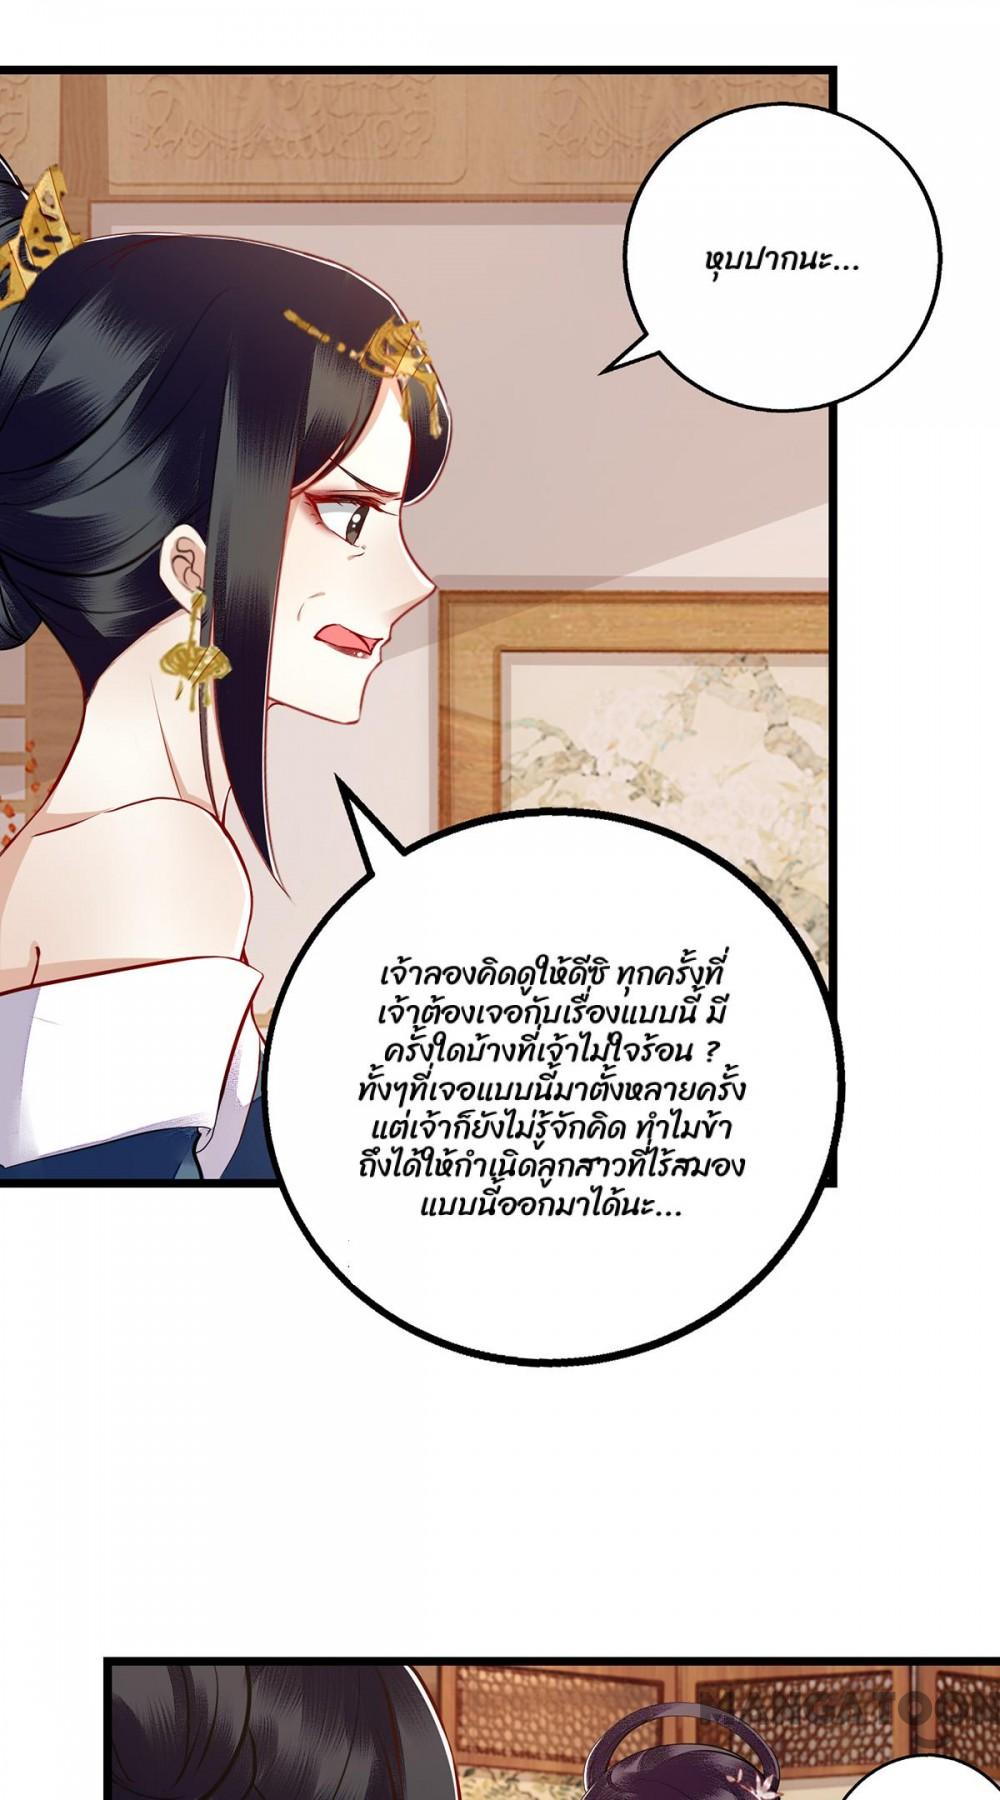 หุบปากนะ...
เจ้าลองคิดดูให้ดีซิ ทุกครั้งที่
เจ้าต้องเจอกับเรื่องแบบนี้ มี
ครั้งใดบ้างที่เจ้าไม่ใจร้อน ?
ทั้งๆที่เจอแบบนี้มาตั้งหลายครั้ง
แต่เจ้าก็ยังไม่รู้จักคิด ทำไมข้า
ถึงได้ให้กำเนิดลูกสาวที่ไร้สมอง
แบบนี้ออกมาได้นะ...
MANGATOON